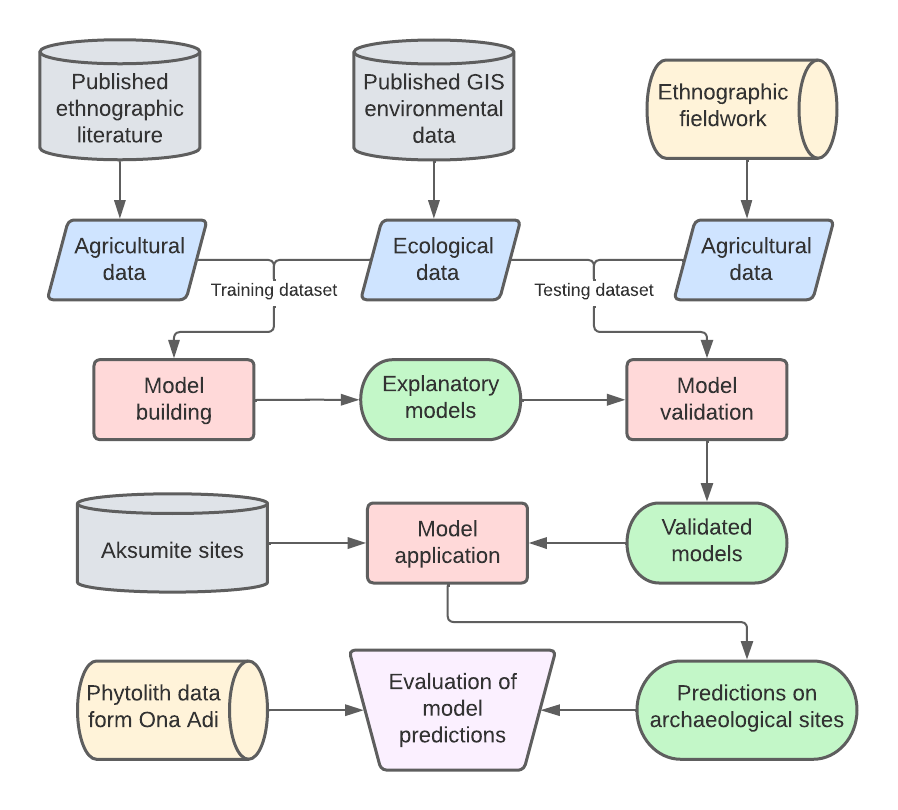 Published
ethnographic
literature
Published GIS
environmental
data
Ethnographic
fieldwork
Agricultural
data
Ecological
data
Agricultural
data
Training dataset
Testing dataset
Model
building
Explanatory
models
Model
validation
Aksumite sites
Model
application
Validated
models
Phytolith data
form Ona Adi
Evaluation of
model
predictions
Predictions on
archaeological sites